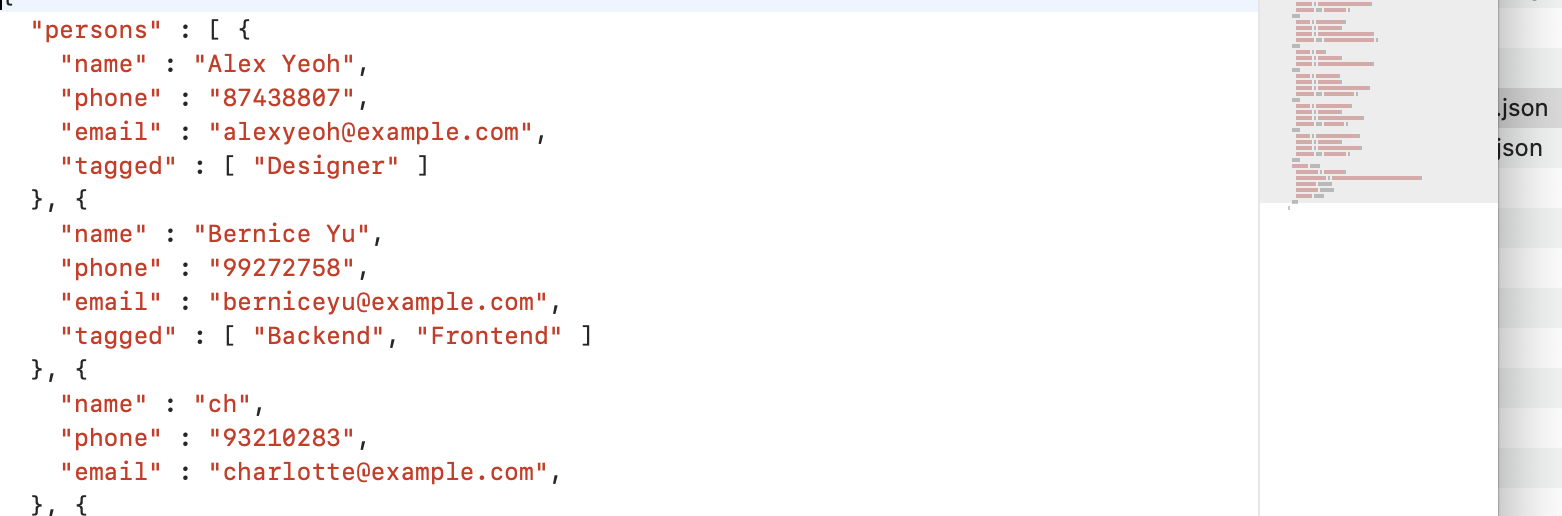 "persons" : [ {
"name" : "Alex Yeoh",
"phone" : "87438807",
"email" : "alexyeoh@example.com",
"tagged" : [ "Designer" ]
}, {
"name" : "Bernice Yu",
"phone" : "99272758",
"email" : "berniceyu@example.com",
"tagged" : [ "Backend", "Frontend" ]
}, {
"name" : "ch",
"phone" : "93210283",
"email" : "charlotte@example.com",
}, {
.json
json